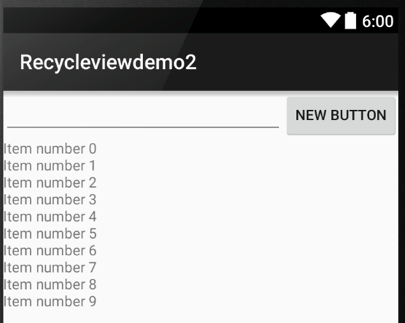 6:00
Recycleviewdemo2
NEW BUTTON
Item number 0
Item number 1
Item number 2
Item number 3
Item number 4
Item number 5
Item number 6
Item number 7
Item number 8
Item number 9